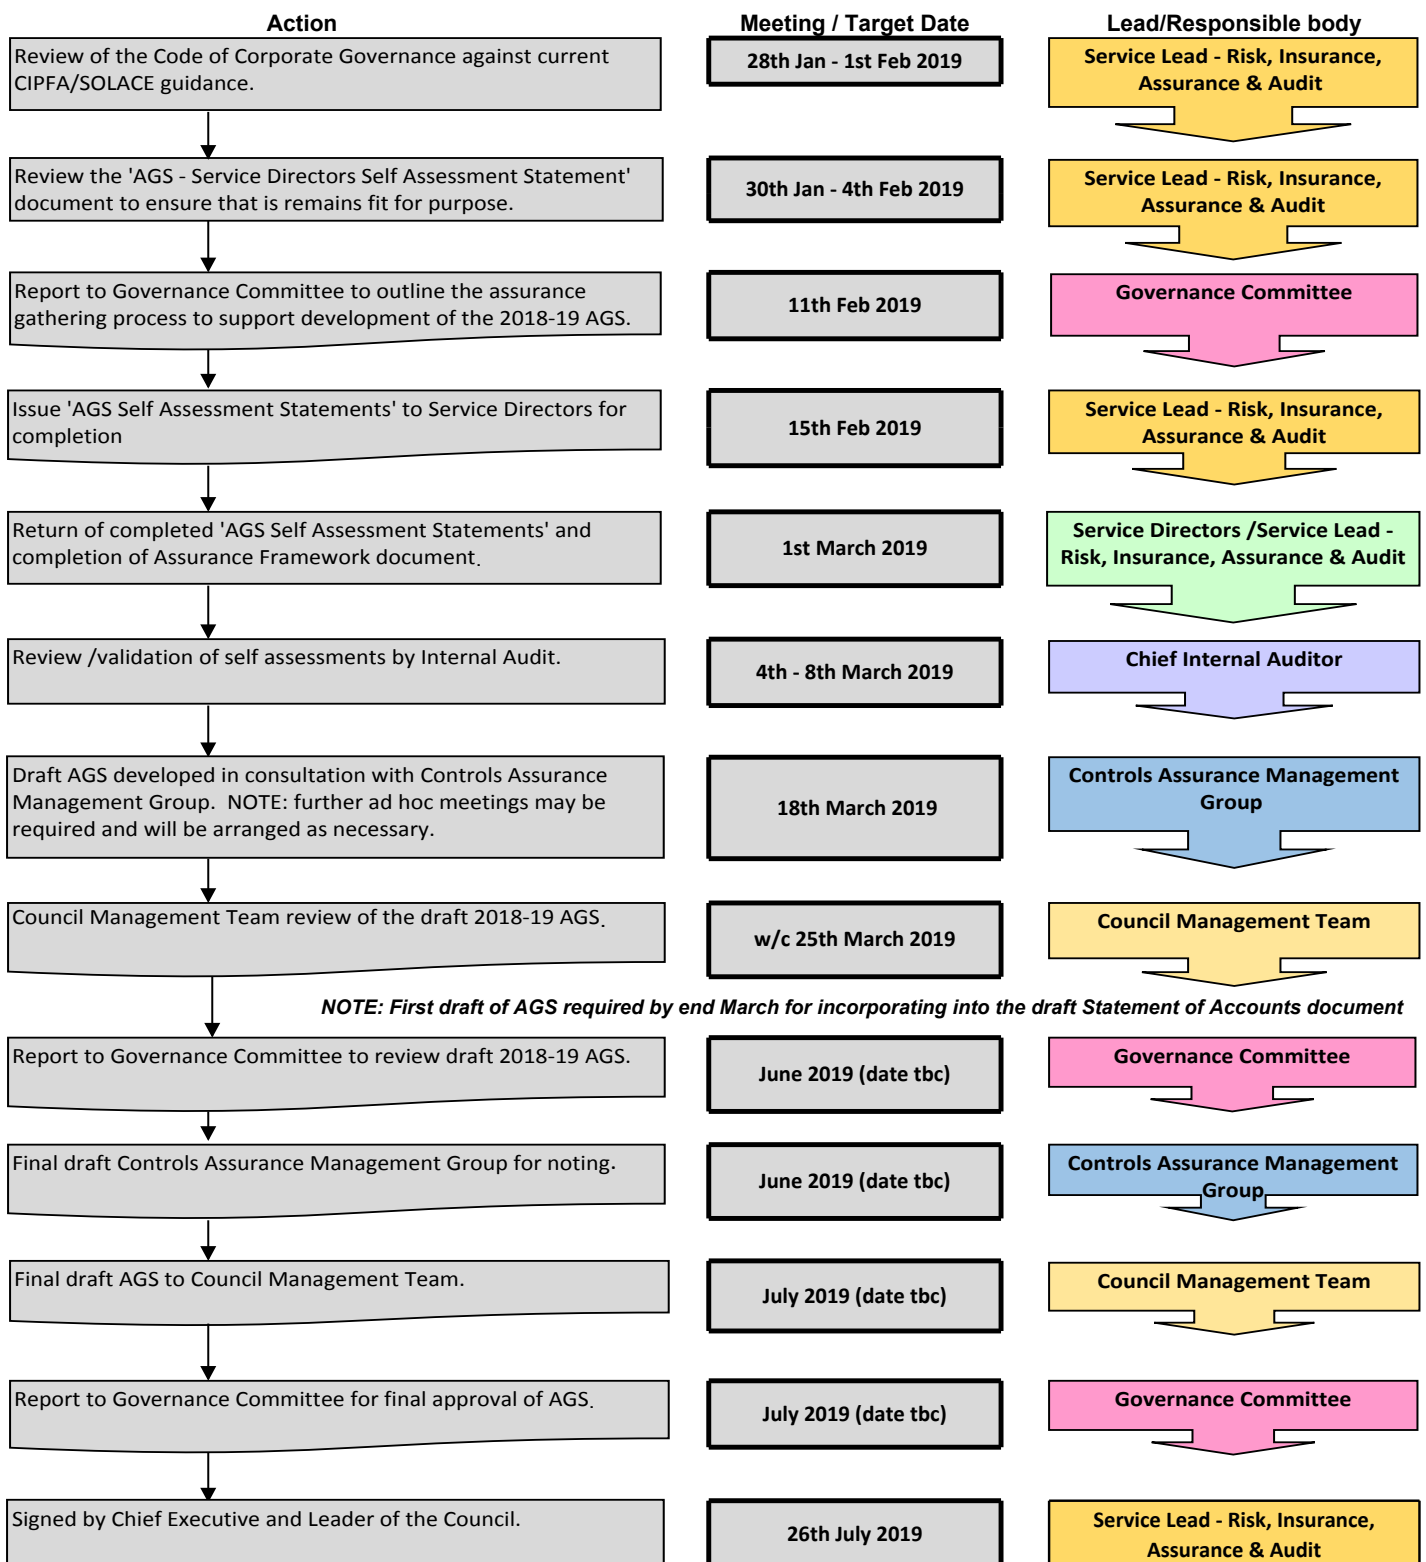 Action
Meeting / Target Date
Lead/Responsible body
Review of the Code of Corporate Governance against current
CIPFA/SOLACE guidance.
28th Jan - 1st Feb 2019
Service Lead - Risk, Insurance,
Assurance & Audit
Review the 'AGS - Service Directors Self Assessment Statement'
document to ensure that is remains fit for purpose.
30th Jan - 4th Feb 2019
Service Lead - Risk, Insurance,
Assurance & Audit
Report to Governance Committee to outline the assurance
gathering process to support development of the 2018-19 AGS.
11th Feb 2019
Governance Committee
Issue 'AGS Self Assessment Statements' to Service Directors for
completion
15th Feb 2019
Service Lead - Risk, Insurance,
Assurance & Audit
Return of completed 'AGS Self Assessment Statements' and
completion of Assurance Framework document.
1st March 2019
Service Directors /Service Lead -
Risk, Insurance, Assurance & Audit
Review /validation of self assessments by Internal Audit.
4th - 8th March 2019
Chief Internal Auditor
Draft AGS developed in consultation with Controls Assurance
Management Group.  NOTE: further ad hoc meetings may be
required and will be arranged as necessary.
18th March 2019
Controls Assurance Management
Group
Council Management Team review of the draft 2018-19 AGS.
w/c 25th March 2019
Council Management Team
NOTE: First draft of AGS required by end March for incorporating into the draft Statement of Accounts document
Report to Governance Committee to review draft 2018-19 AGS.
June 2019 (date tbc)
Governance Committee
Final draft Controls Assurance Management Group for noting.
June 2019 (date tbc)
Controls Assurance Management
Group
Final draft AGS to Council Management Team.
July 2019 (date tbc)
Council Management Team
Report to Governance Committee for final approval of AGS.
July 2019 (date tbc)
Governance Committee
Signed by Chief Executive and Leader of the Council.
26th July 2019
Service Lead - Risk, Insurance,
Assurance & Audit